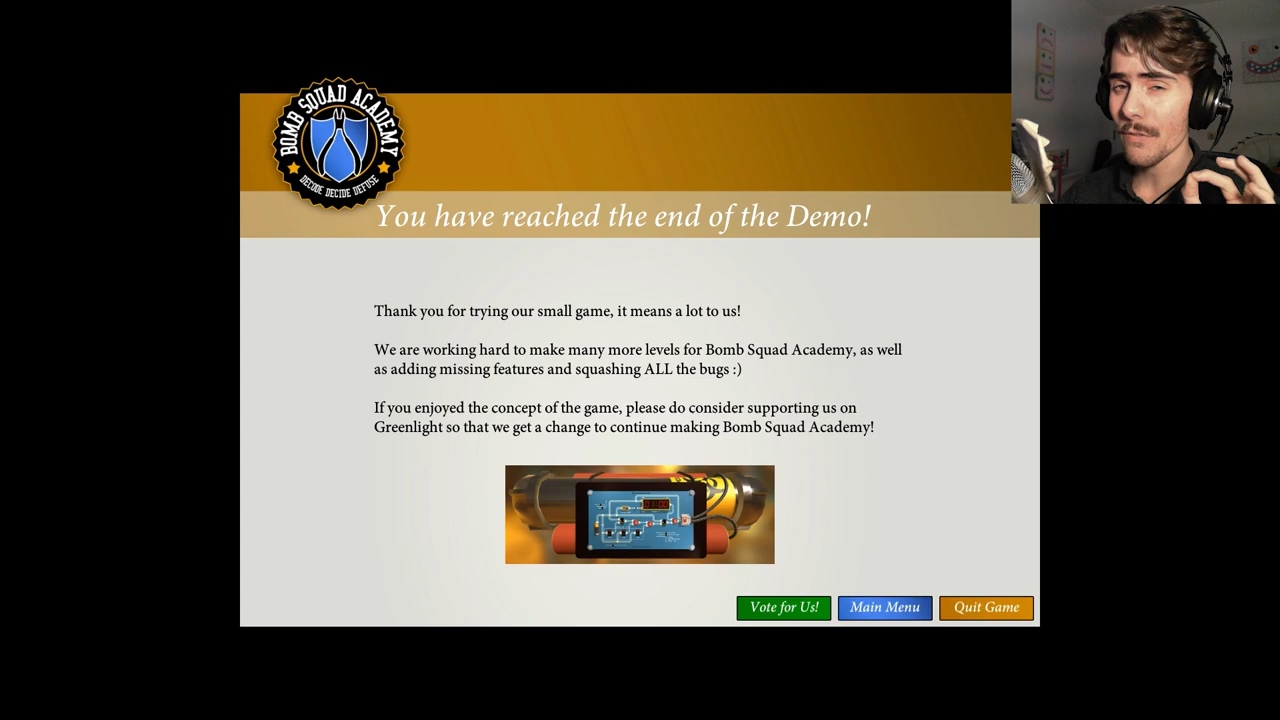 BOMB SQUAD ACADEMY
DECODE DECIDE DEFUSE
You have reached the end of the Demo!
Thank you for trying our small game, it means a lot to us!
We are working hard to make many more levels for Bomb Squad Academy, as well
as adding missing features and squashing ALL the bugs :)
If you enjoyed the concept of the game, please do consider supporting us on
Greenlight so that we get a change to continue making Bomb Squad Academy!
Vote for Us!
Main Menu
Quit Game